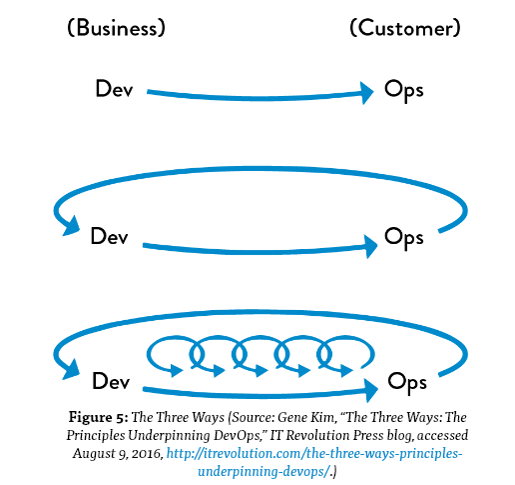 (Business) (Customer)
Dev Ops
Dev Ops
Dev Ops
Figure 5: The Three Ways (Source: Gene Kim, “The Three Ways: The
Principles Underpinning DevOps,” IT Revolution Press blog, accessed
August 9, 2016, http://itrevolution.com/the-three-ways-principles-
underpinning-devops/.)